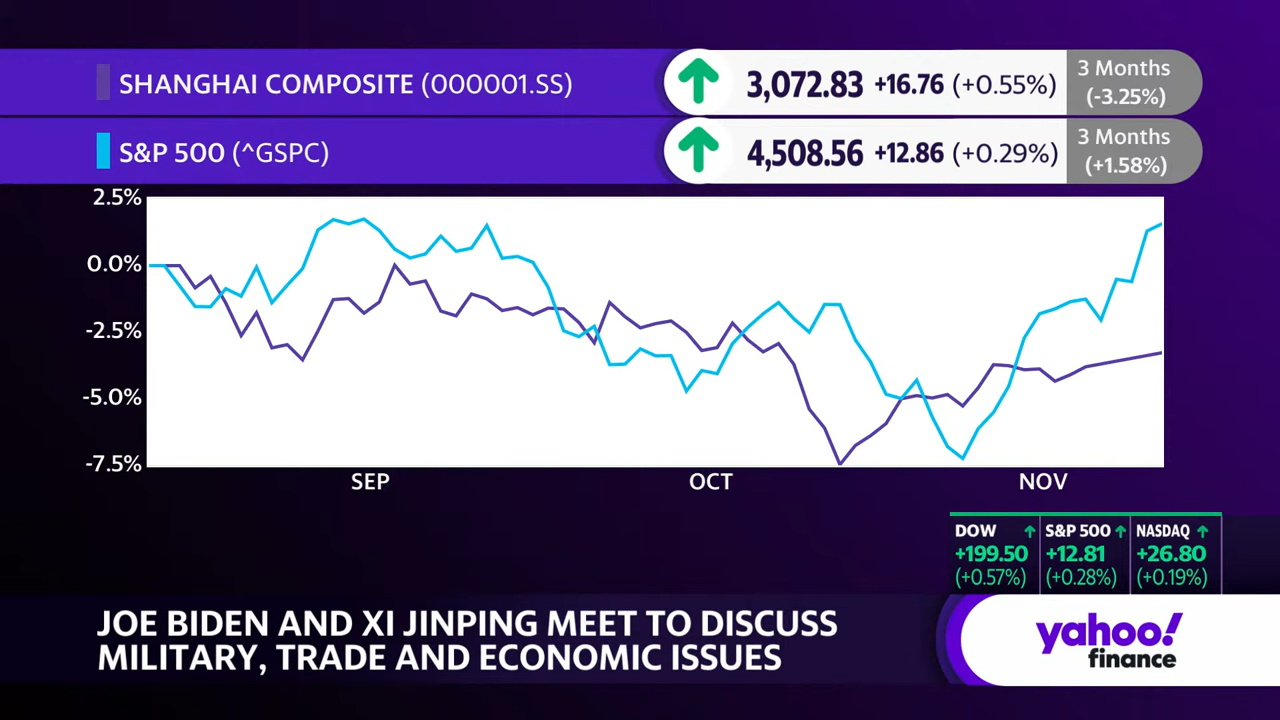 SHANGHAI COMPOSITE (000001.SS)
3,072.83 +16.76 (+0.55%)
3 Months
(-3.25%)
S&P 500 (^GSPC)
4,508.56 +12.86 (+0.29%)
3 Months
(+1.58%)
2.5%
0.0%
-2.5%
-5.0%
-7.5%
SEP OCT NOV
DOW S&P 500 NASDAQ
+199.50 +12.81 +26.80
(+0.57%) (+0.28%) (+0.19%)
JOE BIDEN AND XI JINPING MEET TO DISCUSS
MILITARY, TRADE AND ECONOMIC ISSUES
yahoo!
finance